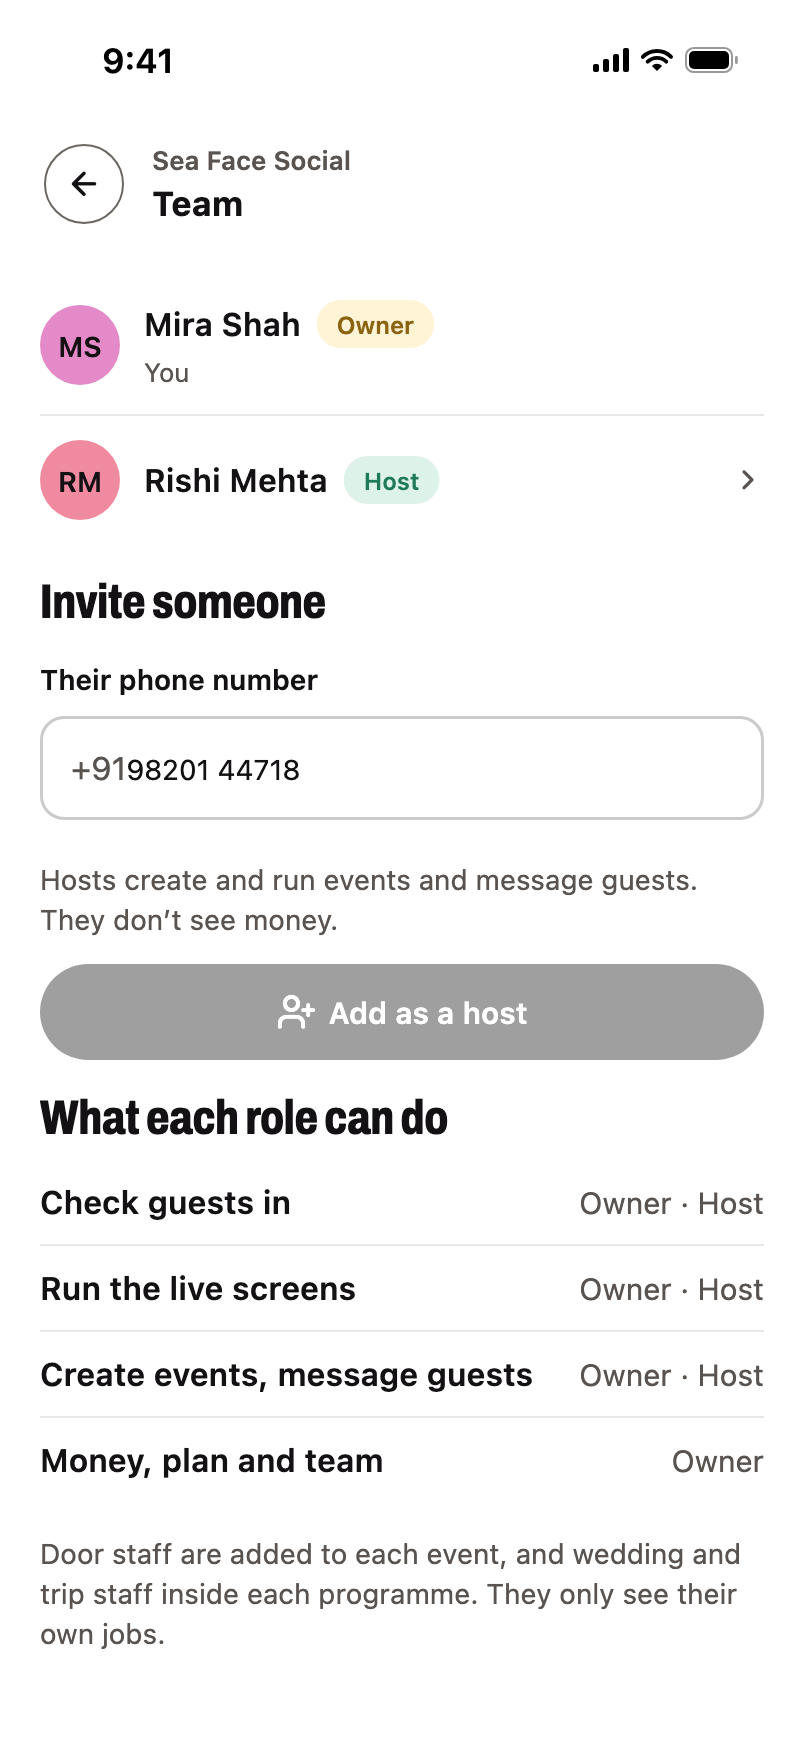 9:41
Sea Face Social
Team
MS
Mira Shah
Owner
You
RM
Rishi Mehta
Host
Invite someone
Their phone number
+9198201 44718
Hosts create and run events and message guests.
They don’t see money.
Add as a host
What each role can do
Check guests in
Owner · Host
Run the live screens
Owner · Host
Create events, message guests
Owner · Host
Money, plan and team
Owner
Door staff are added to each event, and wedding and
trip staff inside each programme. They only see their
own jobs.